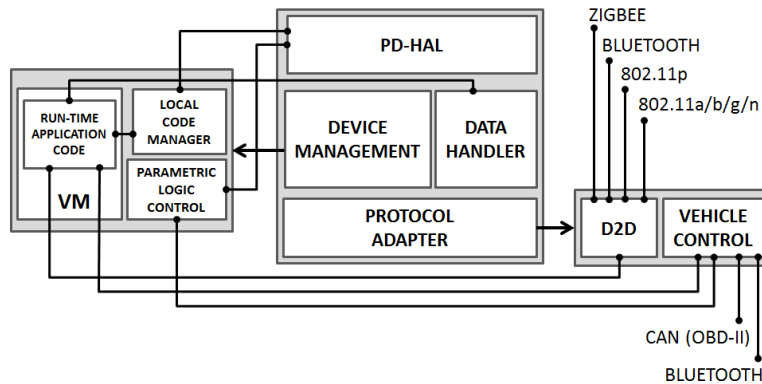 ZIGBEE
BLUETOOTH
802.11p
802.11a/b/g/n
PD-HAL
RUN-TIME
APPLICATION
CODE
VM
LOCAL
CODE
MANAGER
PARAMETRIC
LOGIC
CONTROL
DEVICE
MANAGEMENT
DATA
HANDLER
PROTOCOL
ADAPTER
D2D
VEHICLE
CONTROL
CAN (OBD-II)
BLUETOOTH